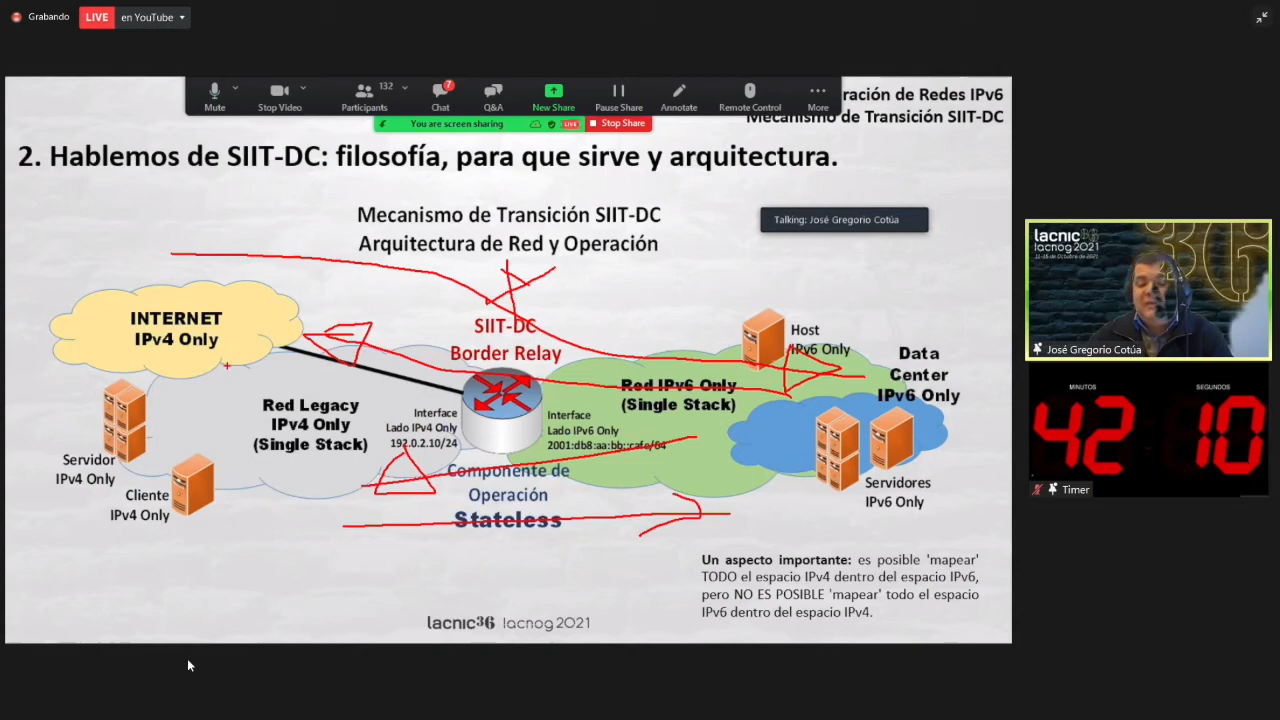 Grabando
LIVE
en YouTube
Mute
Stop Video
132
Participants
7
Chat
Q&A
New Share
Pause Share
Annotate
Remote Control
More
You are screen sharing
LIVE
Stop Share
ración de Redes IPv6
Mecanismo de Transición SIIT-DC
2. Hablemos de SIIT-DC: filosofía, para que sirve y arquitectura.
Mecanismo de Transición SIIT-DC
Arquitectura de Red y Operación
Talking: José Gregorio Cotúa
INTERNET
IPv4 Only
SIIT-DC
Border Relay
Host
IPv6 Only
Data
Center
IPv6 Only
Red Legacy
IPv4 Only
(Single Stack)
Interface
Lado IPv4 Only
192.0.2.10/24
Interface
Lado IPv6 Only
2001:db8:aa:bb::cafe/64
Red IPv6 Only
(Single Stack)
Servidor
IPv4 Only
Cliente
IPv4 Only
Componente de
Operación
Stateless
Servidores
IPv6 Only
Un aspecto importante: es posible 'mapear'
TODO el espacio IPv4 dentro del espacio IPv6,
pero NO ES POSIBLE 'mapear' todo el espacio
IPv6 dentro del espacio IPv4.
lacnic36 lacnog2021
lacnic36
lacnog2021
11-15 de Octubre de 2021
José Gregorio Cotúa
MINUTOS
SEGUNDOS
42 10
Timer